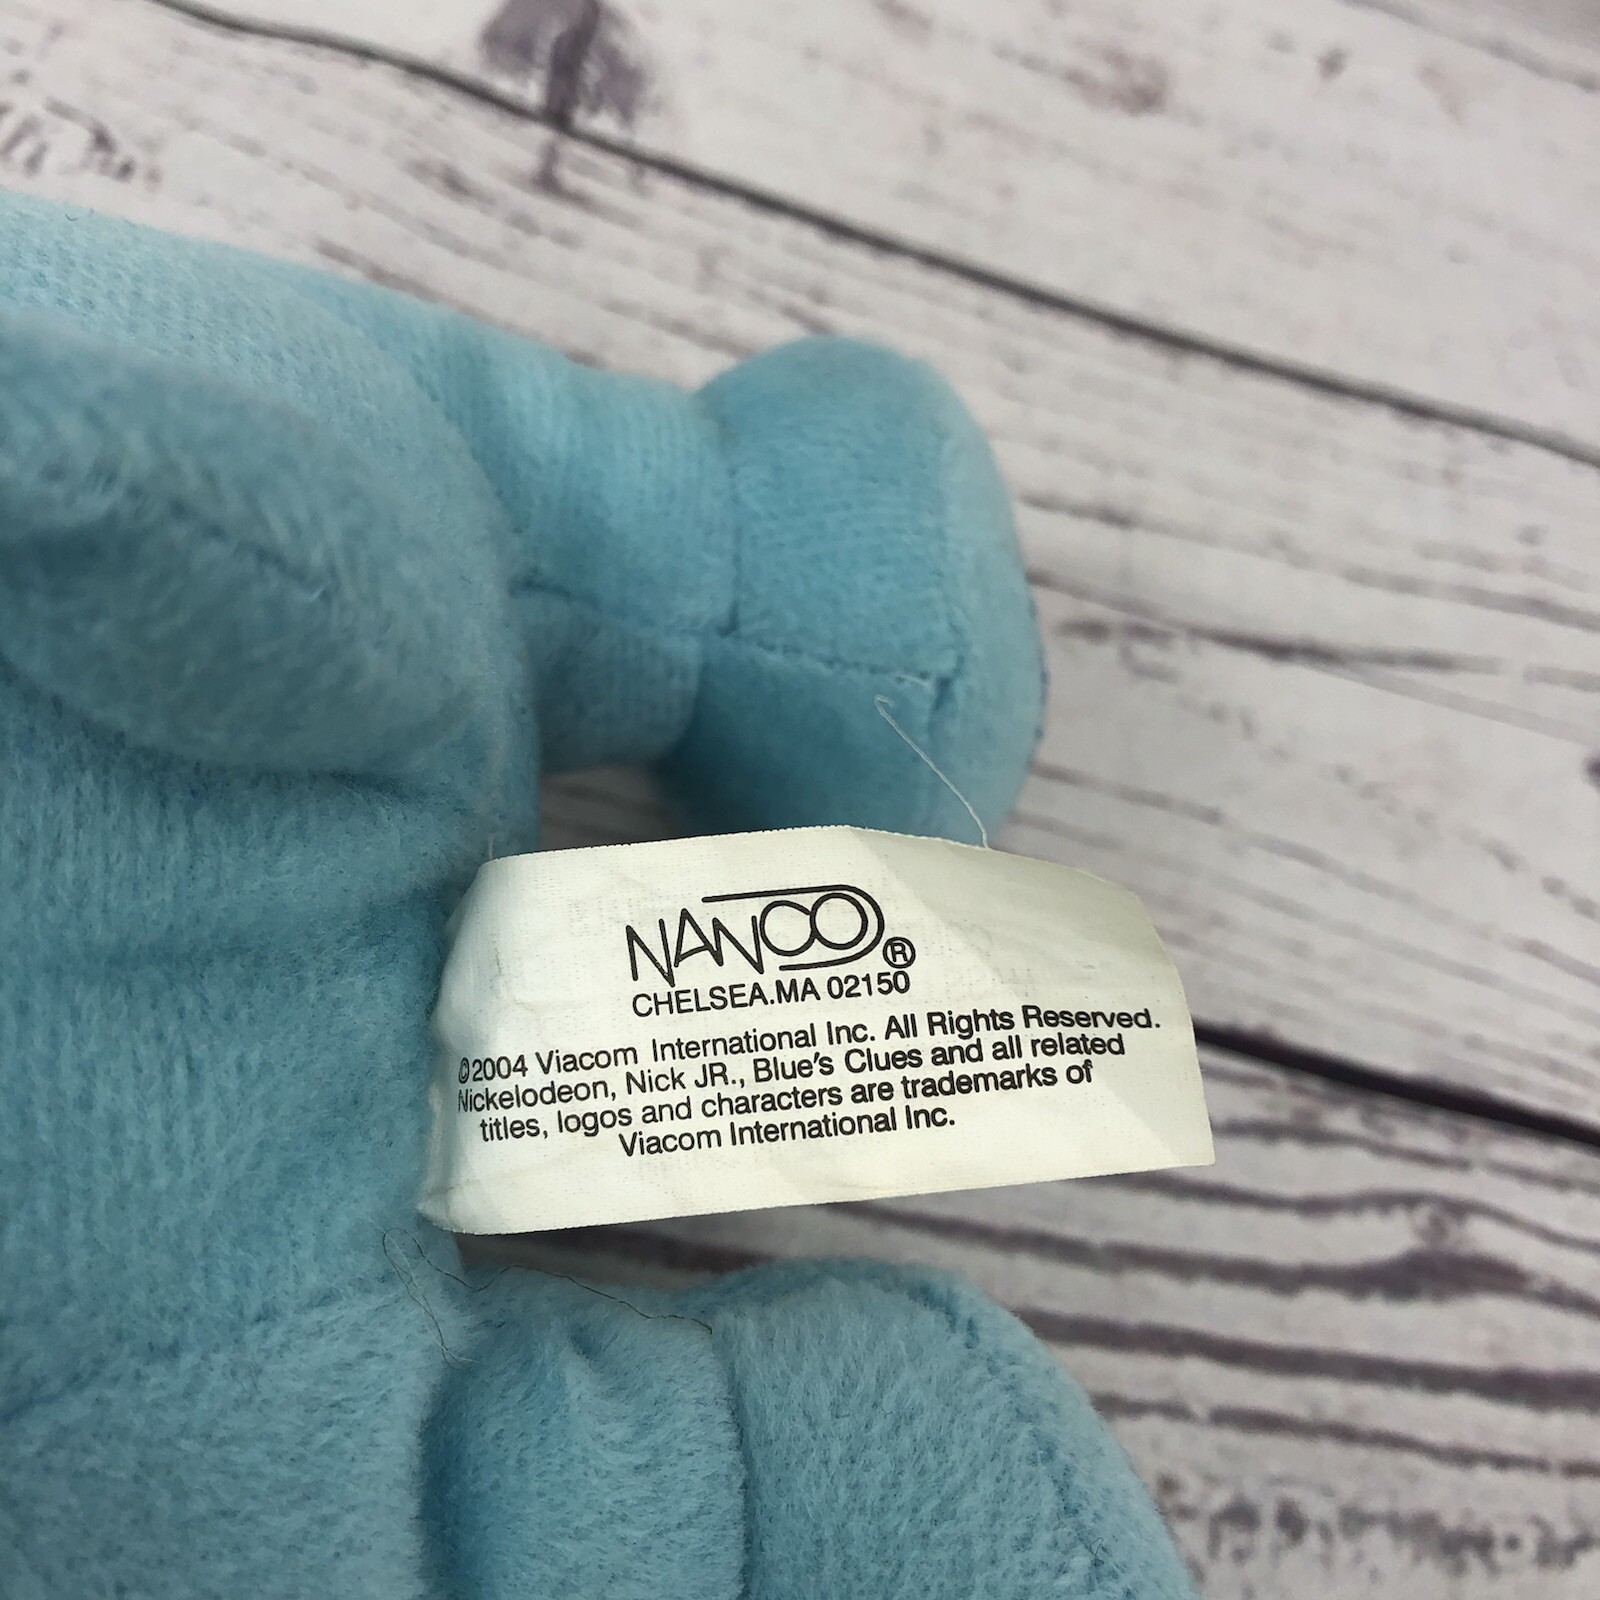 NANCO®
CHELSEA.MA 02150
©2004 Viacom International Inc. All Rights Reserved.
Nickelodeon, Nick JR., Blue's Clues and all related
titles, logos and characters are trademarks of
Viacom International Inc.